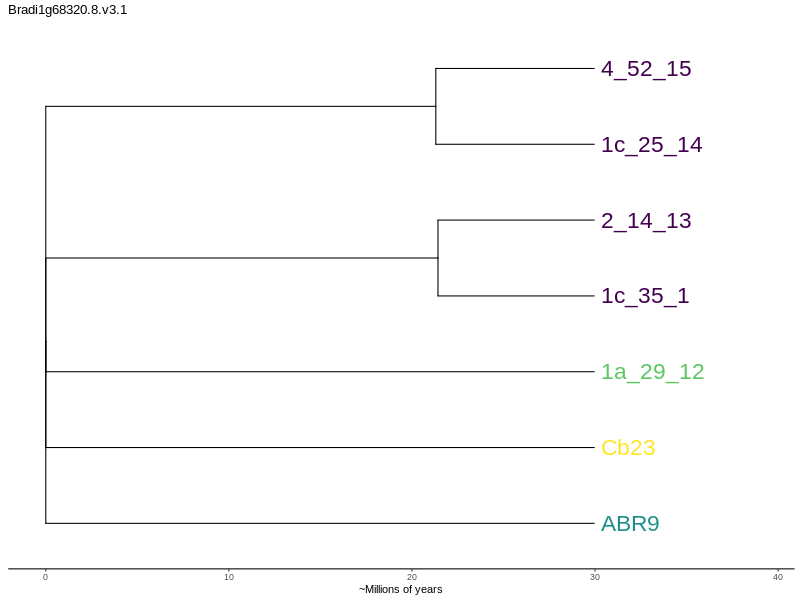 Bradi1g68320.8.v3.1
4_52_15
1c_25_14
2_14_13
1c_35_1
1a_29_12
Cb23
ABR9
0 10 20 30 40
~Millions of years